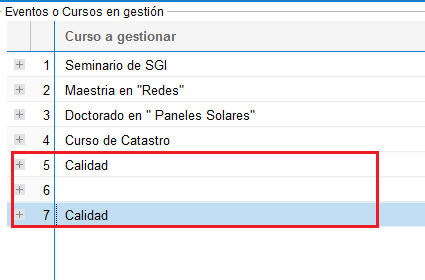 Eventos o Cursos en gestión
Curso a gestionar
1 Seminario de SGI
2 Maestria en "Redes"
3 Doctorado en " Paneles Solares"
4 Curso de Catastro
5 Calidad
6
7 Calidad